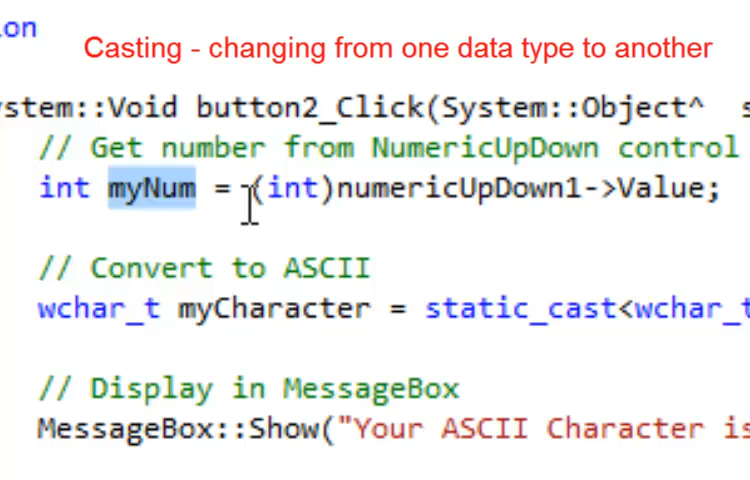 ion
Casting - changing from one data type to another
ystem::Void button2_Click(System::Object^ s
// Get number from NumericUpDown control
int myNum = (int)numericUpDown1->Value;
// Convert to ASCII
wchar_t myCharacter = static_cast<wchar_t
// Display in MessageBox
MessageBox::Show("Your ASCII Character is